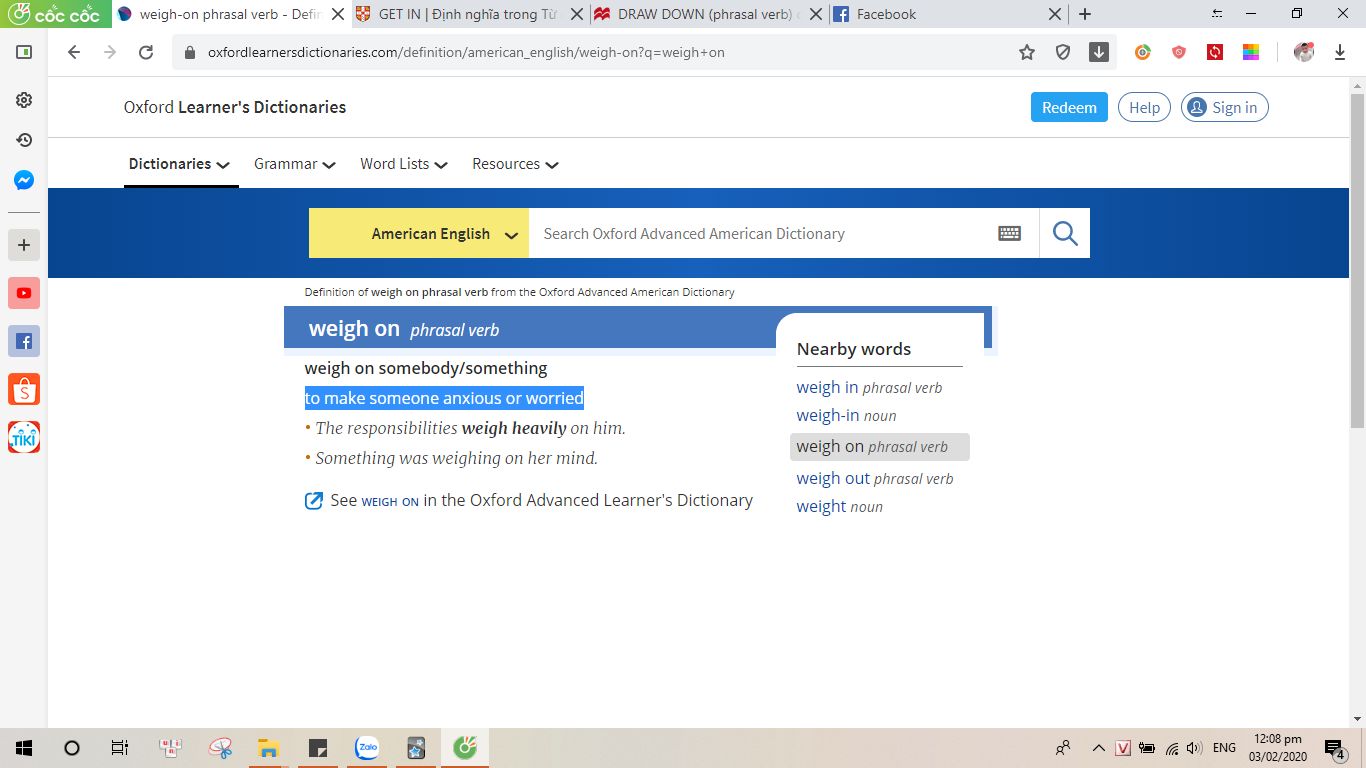 cốc cốc
weigh-on phrasal verb - Defin
GET IN | Định nghĩa trong Từ
DRAW DOWN (phrasal verb)
Facebook
oxfordlearnersdictionaries.com/definition/american_english/weigh-on?q=weigh+on
Oxford Learner's Dictionaries
Redeem
Help
Sign in
Dictionaries
Grammar
Word Lists
Resources
American English
Search Oxford Advanced American Dictionary
Definition of weigh on phrasal verb from the Oxford Advanced American Dictionary
weigh on phrasal verb
weigh on somebody/something
to make someone anxious or worried
• The responsibilities weigh heavily on him.
• Something was weighing on her mind.
See WEIGH ON in the Oxford Advanced Learner's Dictionary
Nearby words
weigh in phrasal verb
weigh-in noun
weigh on phrasal verb
weigh out phrasal verb
weight noun
TIKI
Zalo
V
ENG
12:08 pm
03/02/2020
4